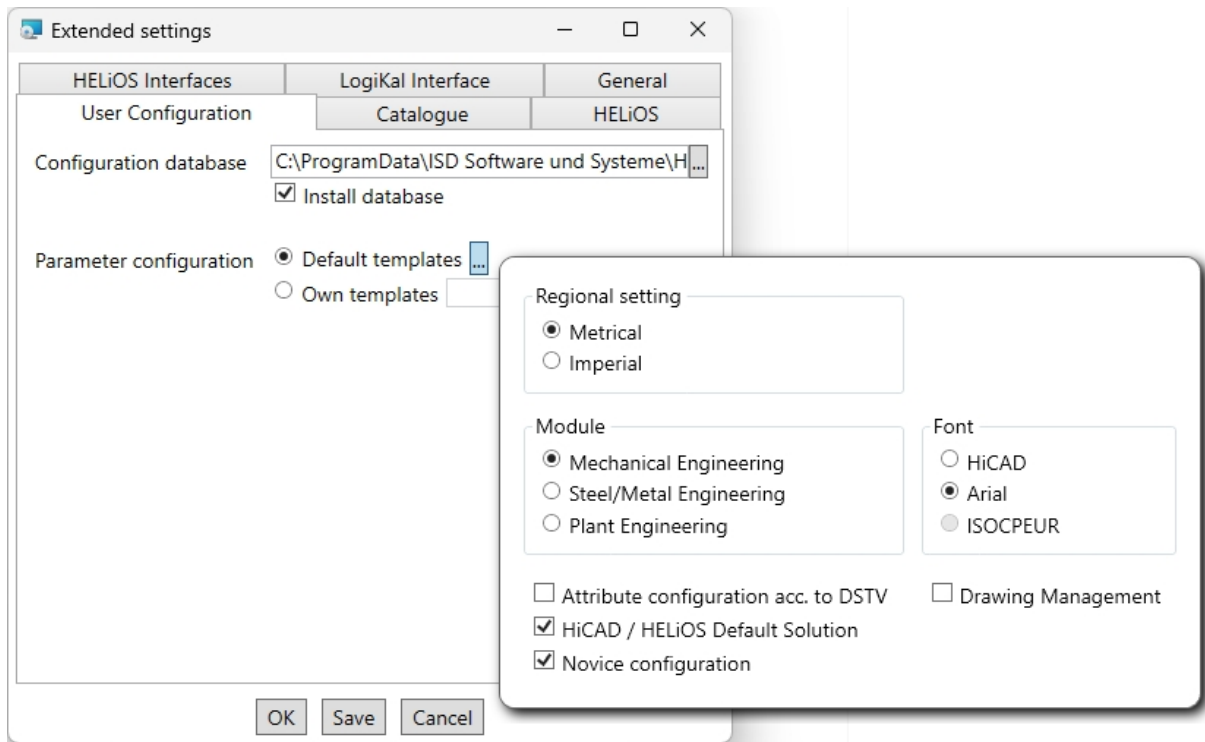 Extended settings
HELiOS Interfaces LogiKal Interface General
User Configuration Catalogue HELiOS
Configuration database C:\ProgramData\ISD Software und Systeme\H ...
Install database
Parameter configuration Default templates ...
Own templates
Regional setting
Metrical
Imperial
Module
Mechanical Engineering
Steel/Metal Engineering
Plant Engineering
Font
HiCAD
Arial
ISOCPEUR
Attribute configuration acc. to DSTV
Drawing Management
HiCAD / HELiOS Default Solution
Novice configuration
OK Save Cancel